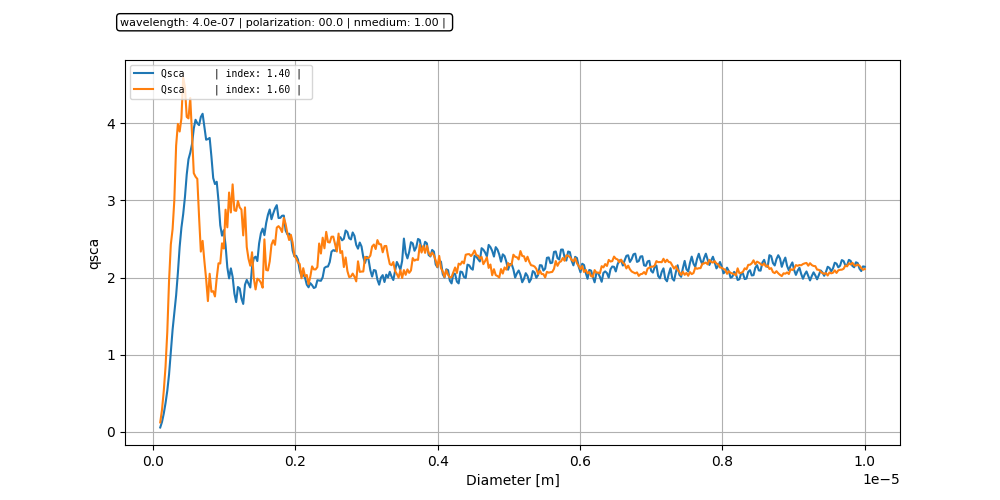 wavelength: 4.0e-07 | polarization: 00.0 | nmedium: 1.00 |
Qsca | index: 1.40 |
Qsca | index: 1.60 |
qsca
4
3
2
1
0
0.0 0.2 0.4 0.6 0.8 1.0
1e−5
Diameter [m]